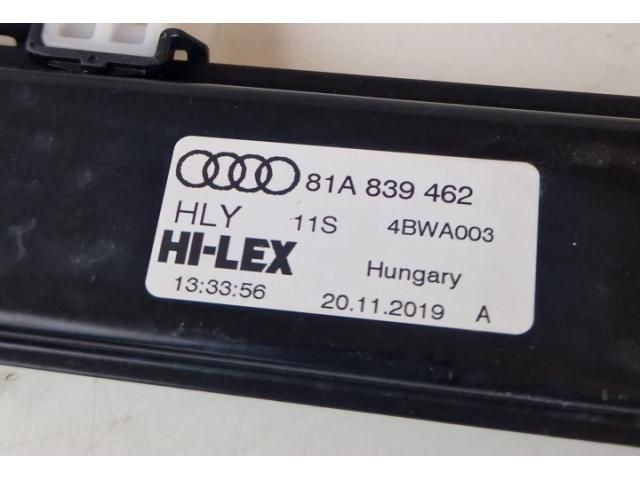 81A 839 462
HLY 11S 4BWA003
HI-LEX Hungary
13:33:56 20.11.2019 A